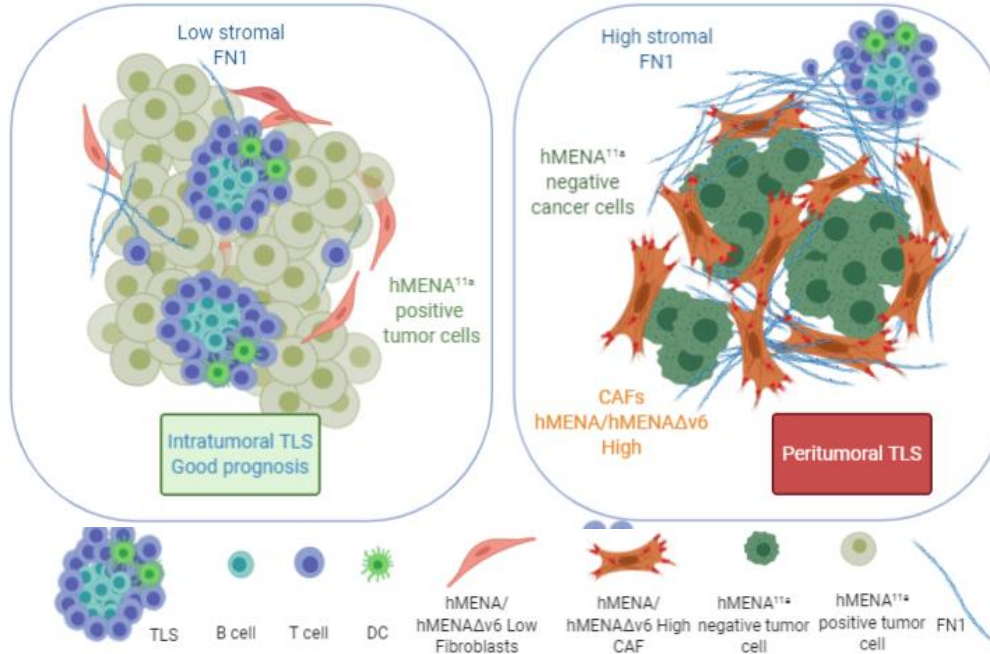 Low stromal
FN1
hMENA¹¹ᵃ
positive
tumor cells
Intratumoral TLS
Good prognosis
High stromal
FN1
hMENA¹¹ᵃ
negative
cancer cells
CAFs
hMENA/hMENAΔv6
High
Peritumoral TLS
TLS
B cell
T cell
DC
hMENA/
hMENAΔv6 Low
Fibroblasts
hMENA/
hMENAΔv6 High
CAF
hMENA¹¹ᵃ
negative tumor
cell
hMENA¹¹ᵃ
positive tumor
cell
FN1